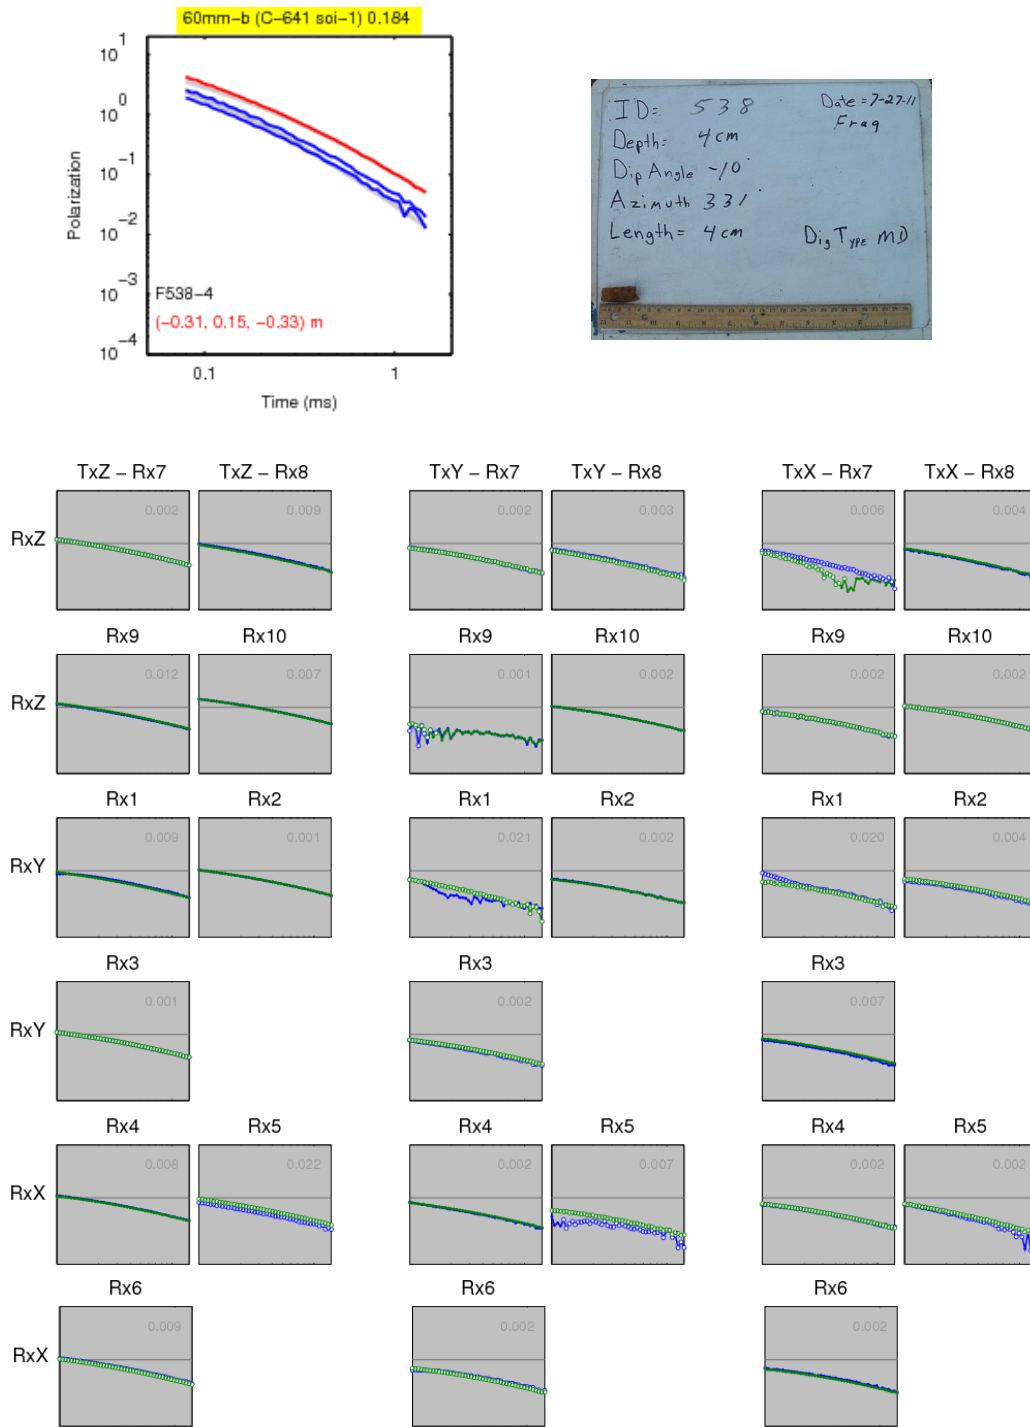 60mm-b (C-641 soi-1) 0.184
10 1
10 0
10 -1
10 -2
10 -3
10 -4
Polarization
F538-4
(-0.31, 0.15, -0.33) m
0.1 1
Time (ms)
ID= 538 Date = 7-27-11
Frag
Depth= 4cm
Dip Angle -10°
Azimuth 331°
Length= 4cm Dig Type MD
TxZ - Rx7 TxZ - Rx8 TxY - Rx7 TxY - Rx8 TxX - Rx7 TxX - Rx8
RxZ 0.002 0.009 0.002 0.003 0.006 0.004
Rx9 Rx10 Rx9 Rx10 Rx9 Rx10
RxZ 0.012 0.007 0.001 0.002 0.002 0.002
Rx1 Rx2 Rx1 Rx2 Rx1 Rx2
RxY 0.009 0.001 0.021 0.002 0.020 0.004
Rx3 Rx3 Rx3
RxY 0.001 0.002 0.007
Rx4 Rx5 Rx4 Rx5 Rx4 Rx5
RxX 0.008 0.022 0.002 0.007 0.002 0.002
Rx6 Rx6 Rx6
RxX 0.009 0.002 0.002